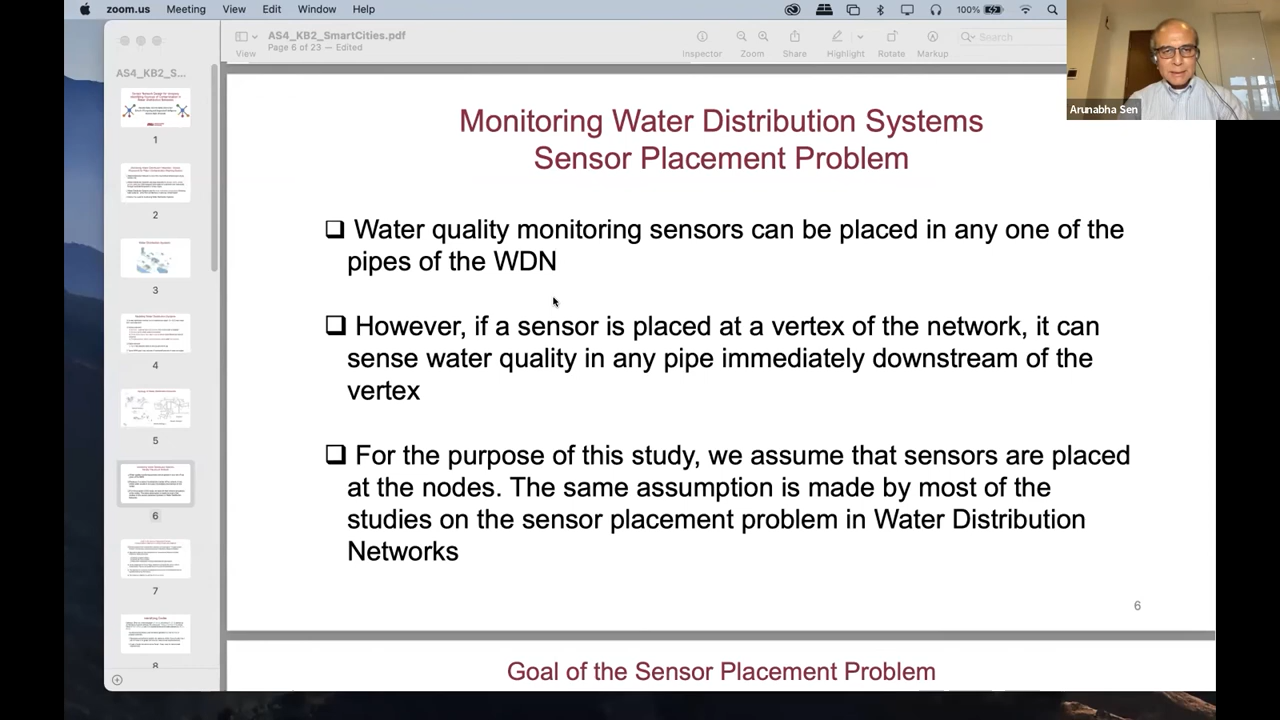 zoom.us Meeting View Edit Window Help 100%
AS4_KB2_SmartCities.pdf
Page 6 of 23 — Edited
View Inspector Zoom Share Highlight Rotate Markup Search
Arunabha Sen
AS4_KB2_S...
1
2
3
4
5
6
7
8
Monitoring Water Distribution Systems
Sensor Placement Problem
❑ Water quality monitoring sensors can be placed in any one of the
pipes of the WDN
❑ However, if a sensor is placed at a vertex of the network, it can
sense water quality in any pipe immediately downstream of the
vertex
❑ For the purpose of this study, we assume that sensors are placed
at the nodes. The same assumption is made by most of the
studies on the sensor placement problem in Water Distribution
Networks
6
Goal of the Sensor Placement Problem